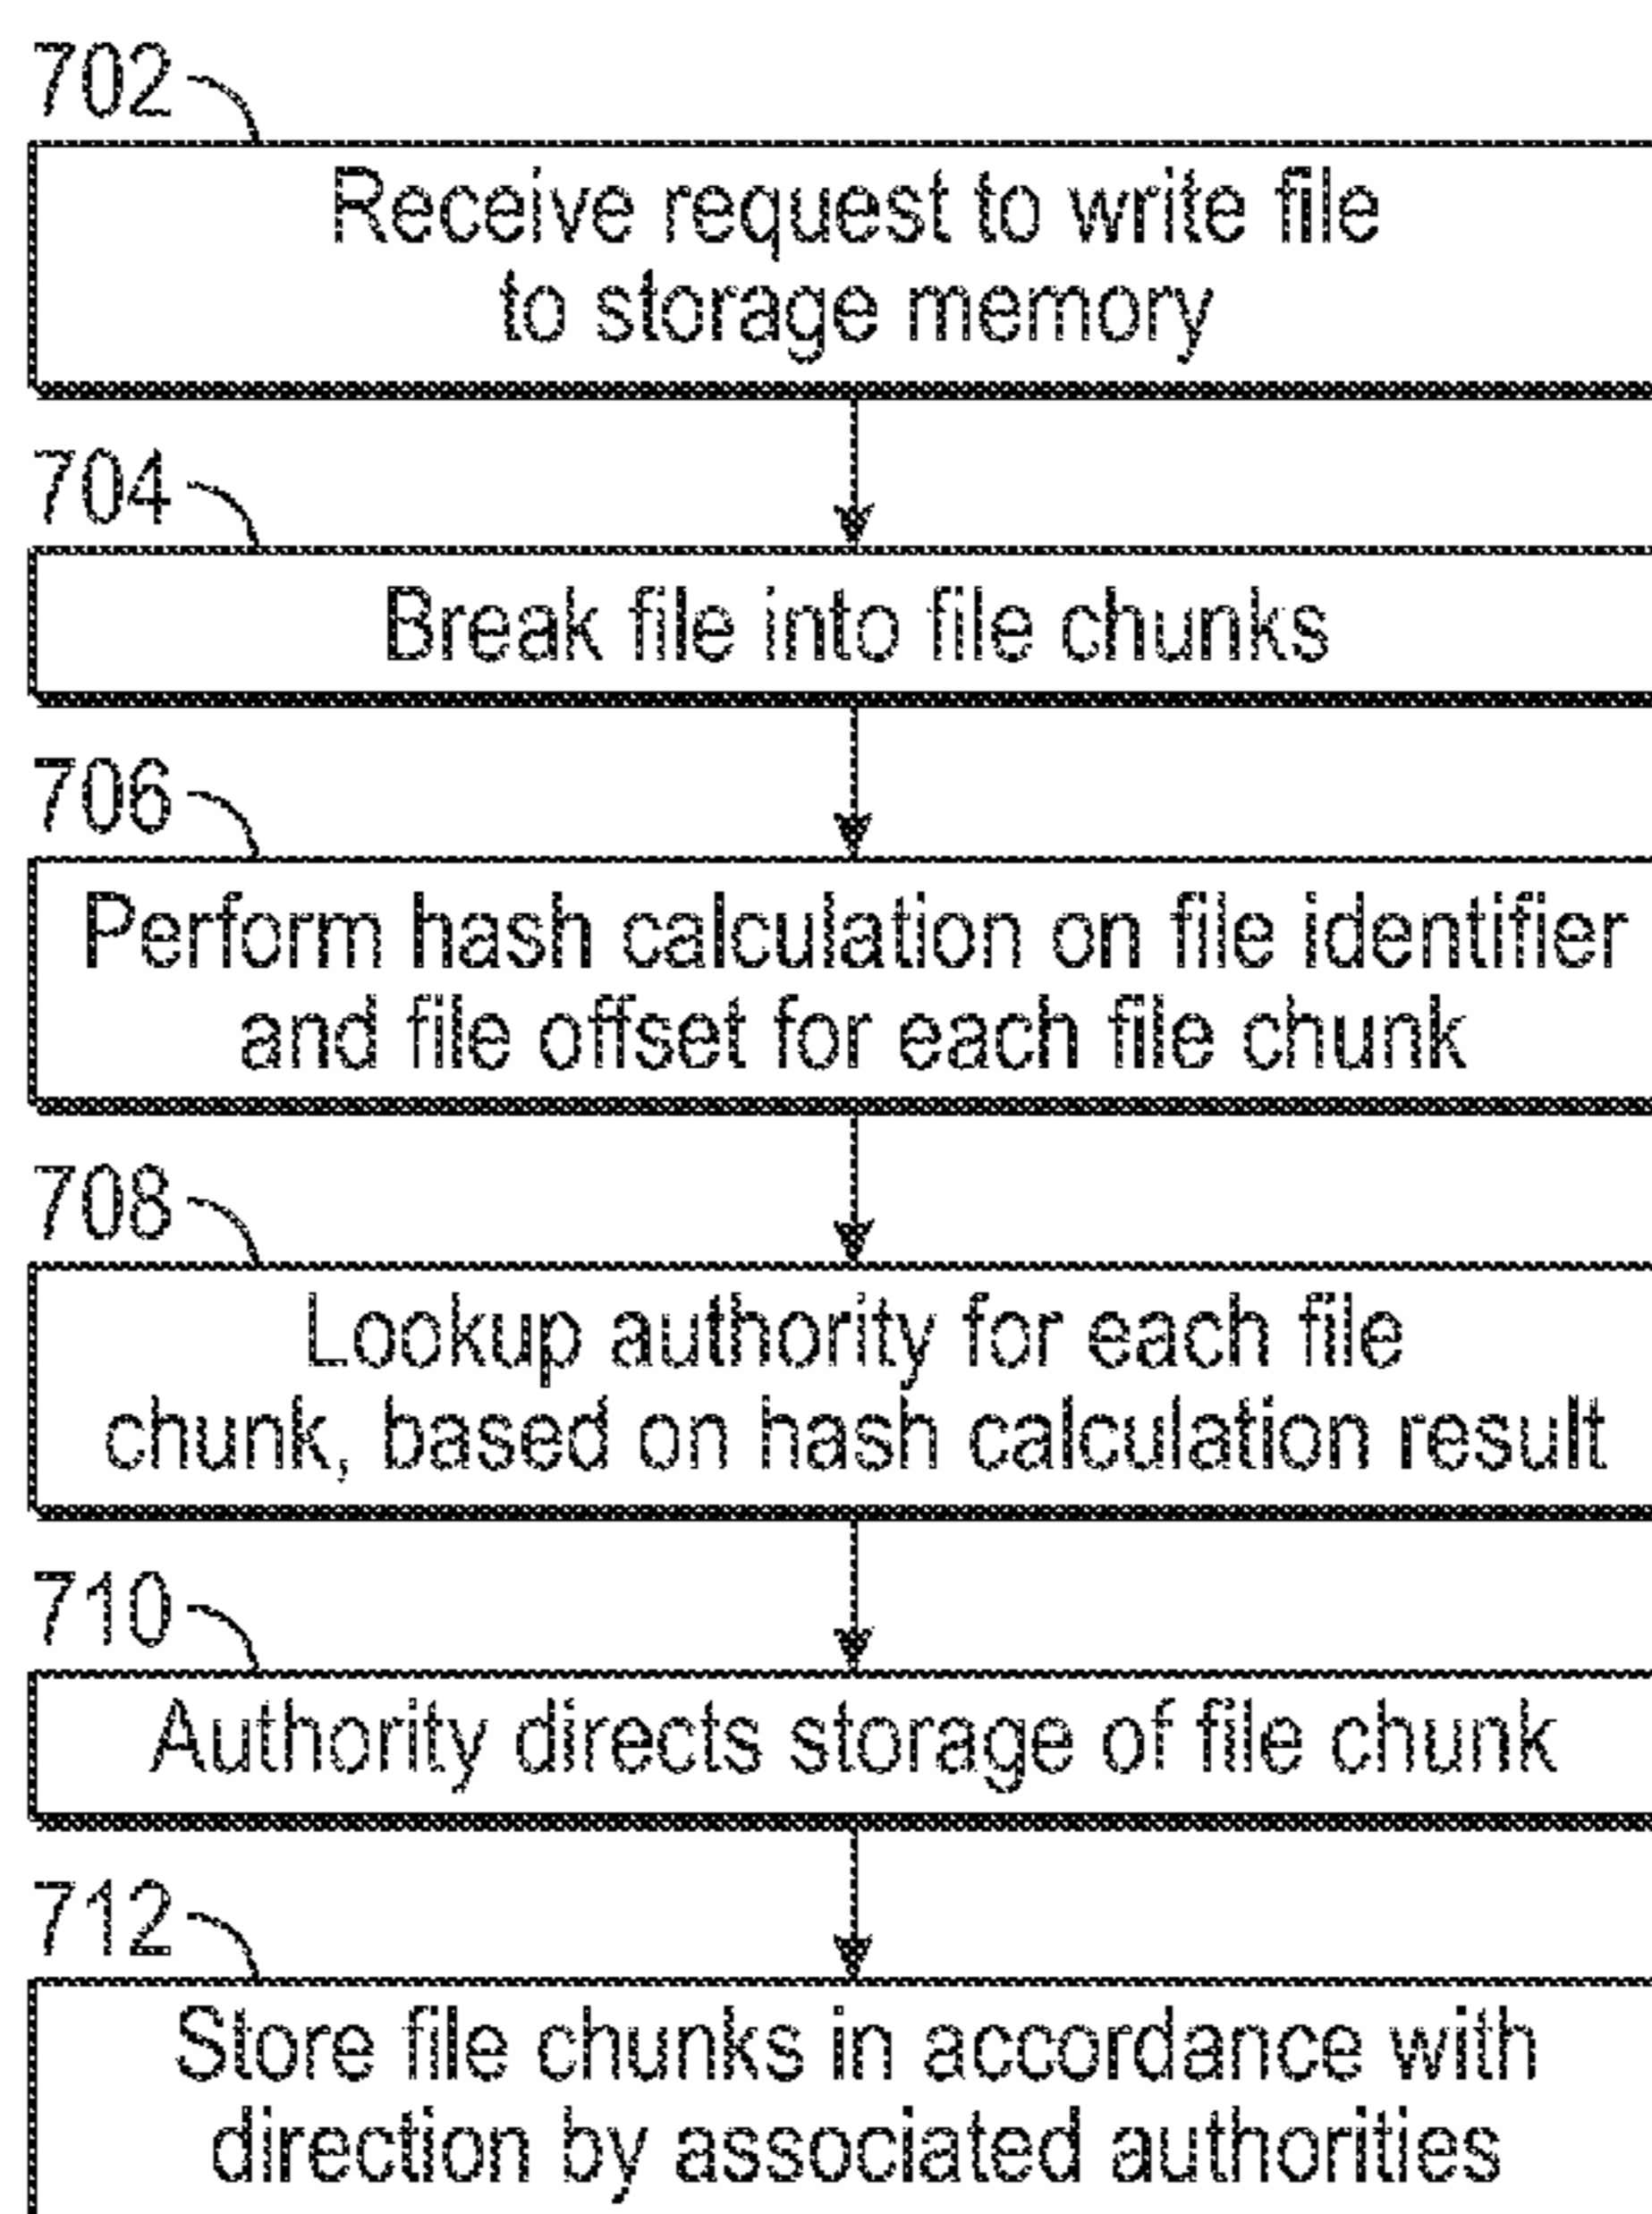 702
Receive request to write file
to storage memory
704
Break file into file chunks
706
Perform hash calculation on file identifier
and file offset for each file chunk
708
Lookup authority for each file
chunk, based on hash calculation result
710
Authority directs storage of file chunk
712
Store file chunks in accordance with
direction by associated authorities